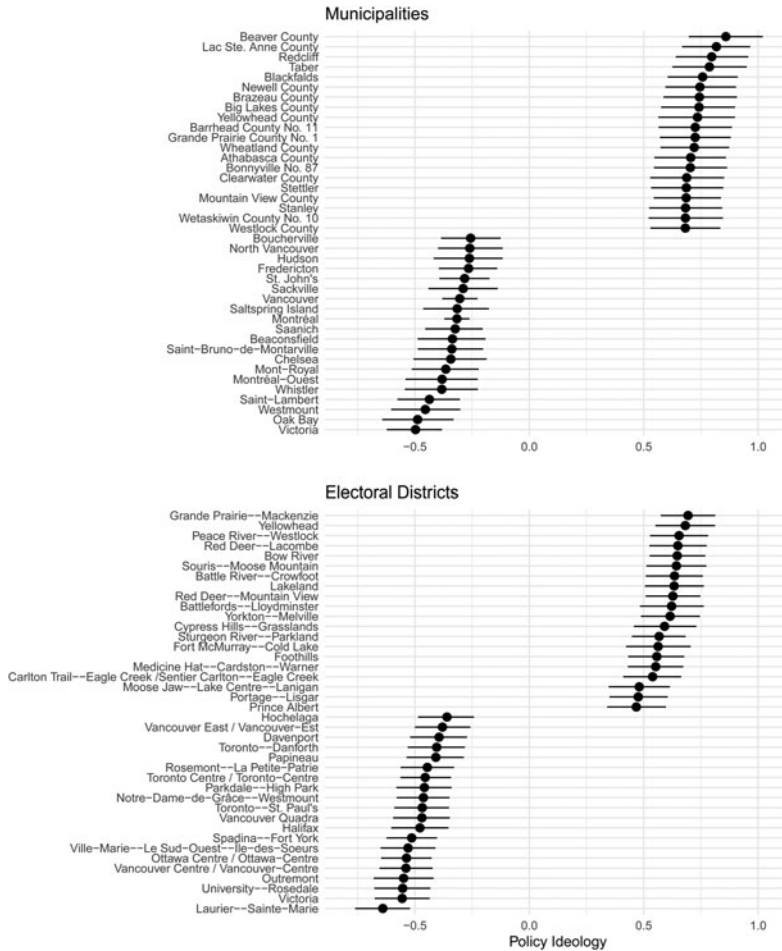 Municipalities
Beaver County
Lac Ste. Anne County
Redcliff
Taber
Blackfalds
Newell County
Brazeau County
Big Lakes County
Yellowhead County
Barrhead County No. 11
Grande Prairie County No. 1
Wheatland County
Athabasca County
Bonnyville No. 87
Clearwater County
Stettler
Mountain View County
Stanley
Wetaskiwin County No. 10
Westlock County
Boucherville
North Vancouver
Hudson
Fredericton
St. John's
Sackville
Vancouver
Saltspring Island
Montréal
Saanich
Beaconsfield
Saint−Bruno−de−Montarville
Chelsea
Mont−Royal
Montréal−Ouest
Whistler
Saint−Lambert
Westmount
Oak Bay
Victoria
−0.5 0.0 0.5 1.0
Electoral Districts
Grande Prairie−−Mackenzie
Yellowhead
Peace River−−Westlock
Red Deer−−Lacombe
Bow River
Souris−−Moose Mountain
Battle River−−Crowfoot
Lakeland
Red Deer−−Mountain View
Battlefords−−Lloydminster
Yorkton−−Melville
Cypress Hills−−Grasslands
Sturgeon River−−Parkland
Fort McMurray−−Cold Lake
Foothills
Medicine Hat−−Cardston−−Warner
Carlton Trail−−Eagle Creek /Sentier Carlton−−Eagle Creek
Moose Jaw−−Lake Centre−−Lanigan
Portage−−Lisgar
Prince Albert
Hochelaga
Vancouver East / Vancouver−Est
Davenport
Toronto−−Danforth
Papineau
Rosemont−−La Petite−Patrie
Toronto Centre / Toronto−Centre
Parkdale−−High Park
Notre−Dame−de−Grâce−−Westmount
Toronto−−St. Paul's
Vancouver Quadra
Halifax
Spadina−−Fort York
Ville−Marie−−Le Sud−Ouest−−Île−des−Soeurs
Ottawa Centre / Ottawa−Centre
Vancouver Centre / Vancouver−Centre
Outremont
University−−Rosedale
Victoria
Laurier−−Sainte−Marie
−0.5 0.0 0.5 1.0
Policy Ideology